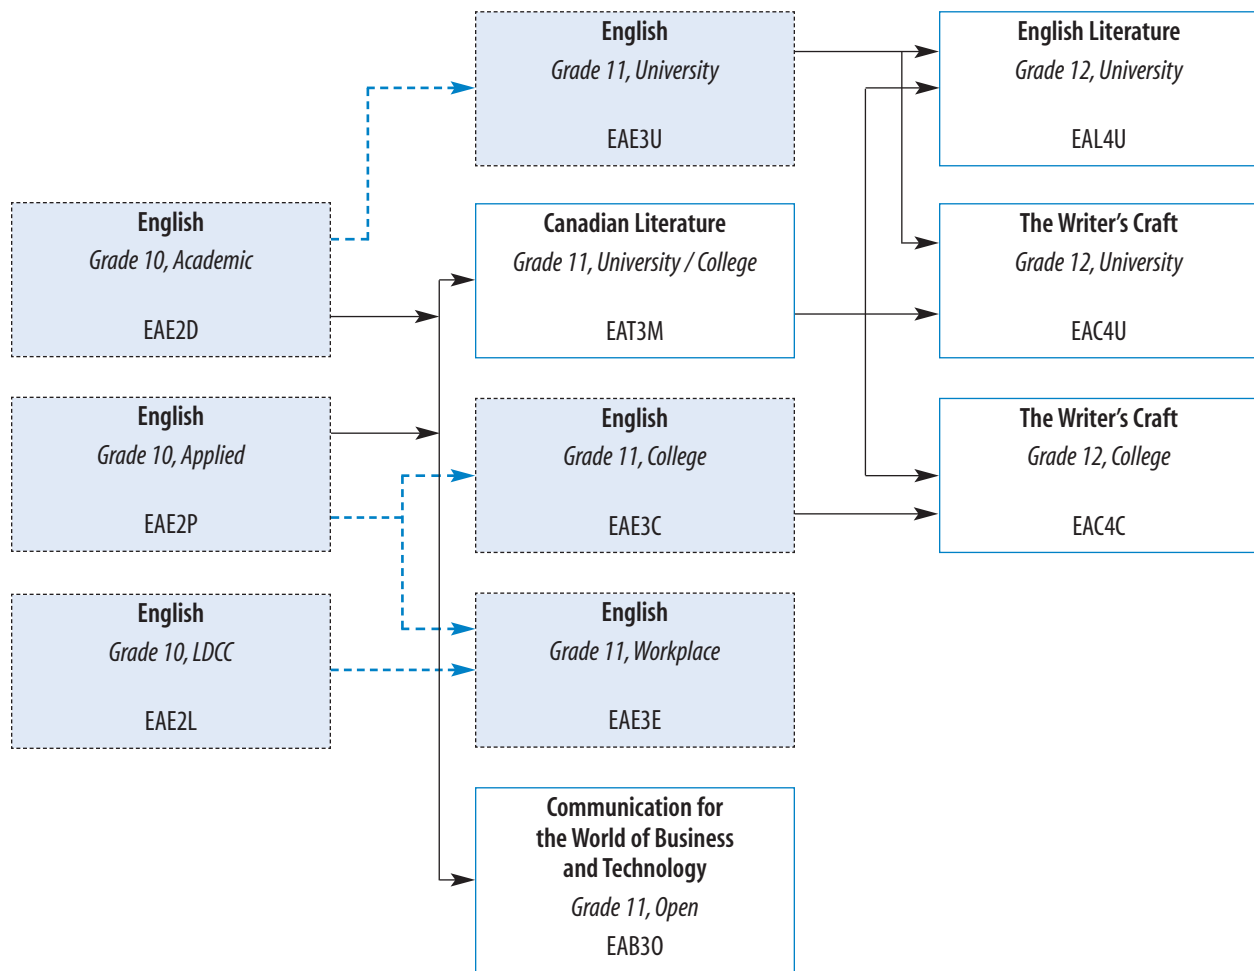 English
Grade 11, University
EAE3U
English Literature
Grade 12, University
EAL4U
English
Grade 10, Academic
EAE2D
Canadian Literature
Grade 11, University / College
EAT3M
The Writer’s Craft
Grade 12, University
EAC4U
English
Grade 10, Applied
EAE2P
English
Grade 11, College
EAE3C
The Writer’s Craft
Grade 12, College
EAC4C
English
Grade 10, LDCC
EAE2L
English
Grade 11, Workplace
EAE3E
Communication for
the World of Business
and Technology
Grade 11, Open
EAB3O